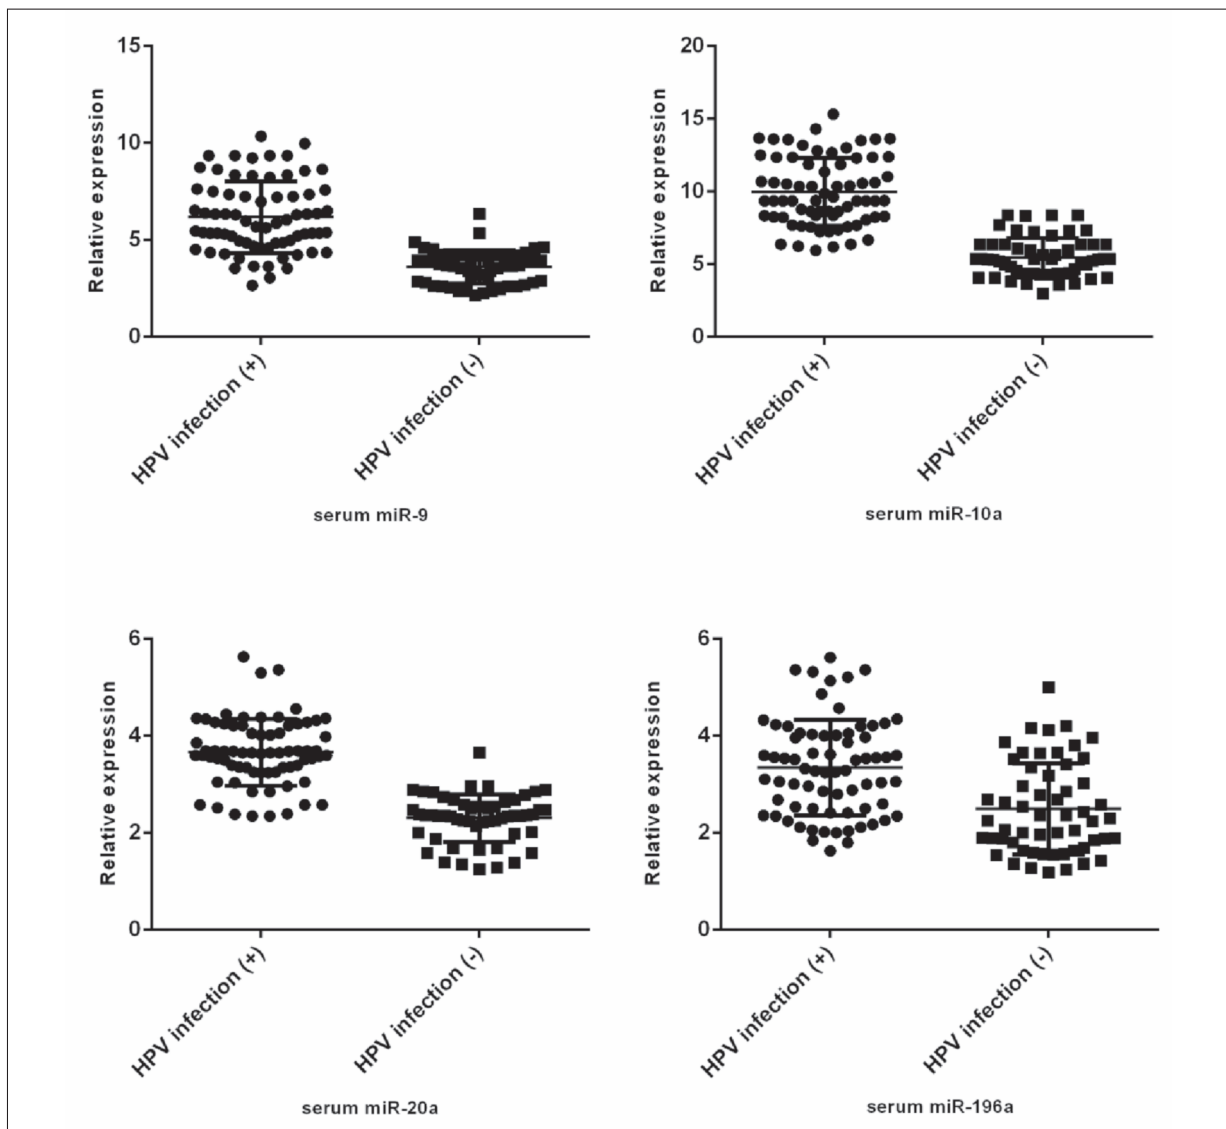 15
10
5
0
Relative expression
HPV infection (+)
HPV infection (-)
serum miR-9
20
15
10
5
0
Relative expression
HPV infection (+)
HPV infection (-)
serum miR-10a
6
4
2
0
Relative expression
HPV infection (+)
HPV infection (-)
serum miR-20a
6
4
2
0
Relative expression
HPV infection (+)
HPV infection (-)
serum miR-196a